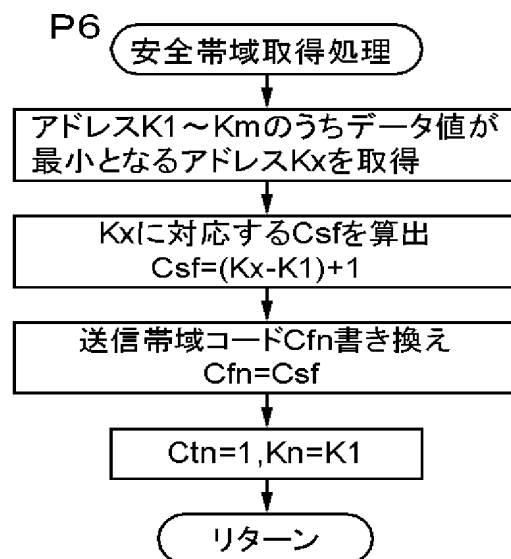 P6
安全帯域取得処理
アドレスK1～Kmのうちデータ値が
最小となるアドレスKxを取得
Kxに対応するCsfを算出
Csf=(Kx-K1)+1
送信帯域コードCfn書き換え
Cfn=Csf
Ctn=1,Kn=K1
リターン